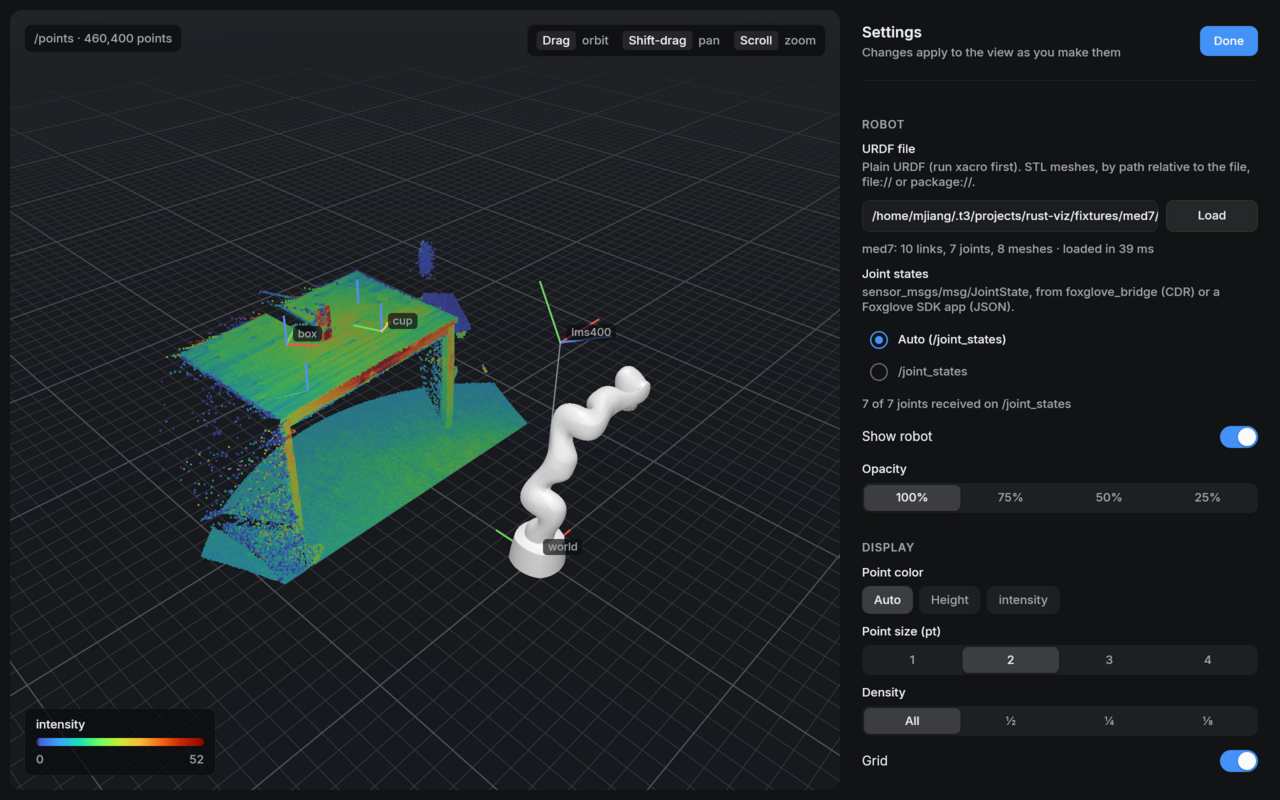 /points · 460,400 points
Drag orbit Shift-drag pan Scroll zoom
box
cup
lms400
world
intensity
0 52
Settings
Changes apply to the view as you make them
Done
ROBOT
URDF file
Plain URDF (run xacro first). STL meshes, by path relative to the file,
file:// or package://.
/home/mjiang/.t3/projects/rust-viz/fixtures/med7/
Load
med7: 10 links, 7 joints, 8 meshes · loaded in 39 ms
Joint states
sensor_msgs/msg/JointState, from foxglove_bridge (CDR) or a
Foxglove SDK app (JSON).
Auto (/joint_states)
/joint_states
7 of 7 joints received on /joint_states
Show robot
Opacity
100% 75% 50% 25%
DISPLAY
Point color
Auto Height intensity
Point size (pt)
1 2 3 4
Density
All ½ ¼ ⅛
Grid